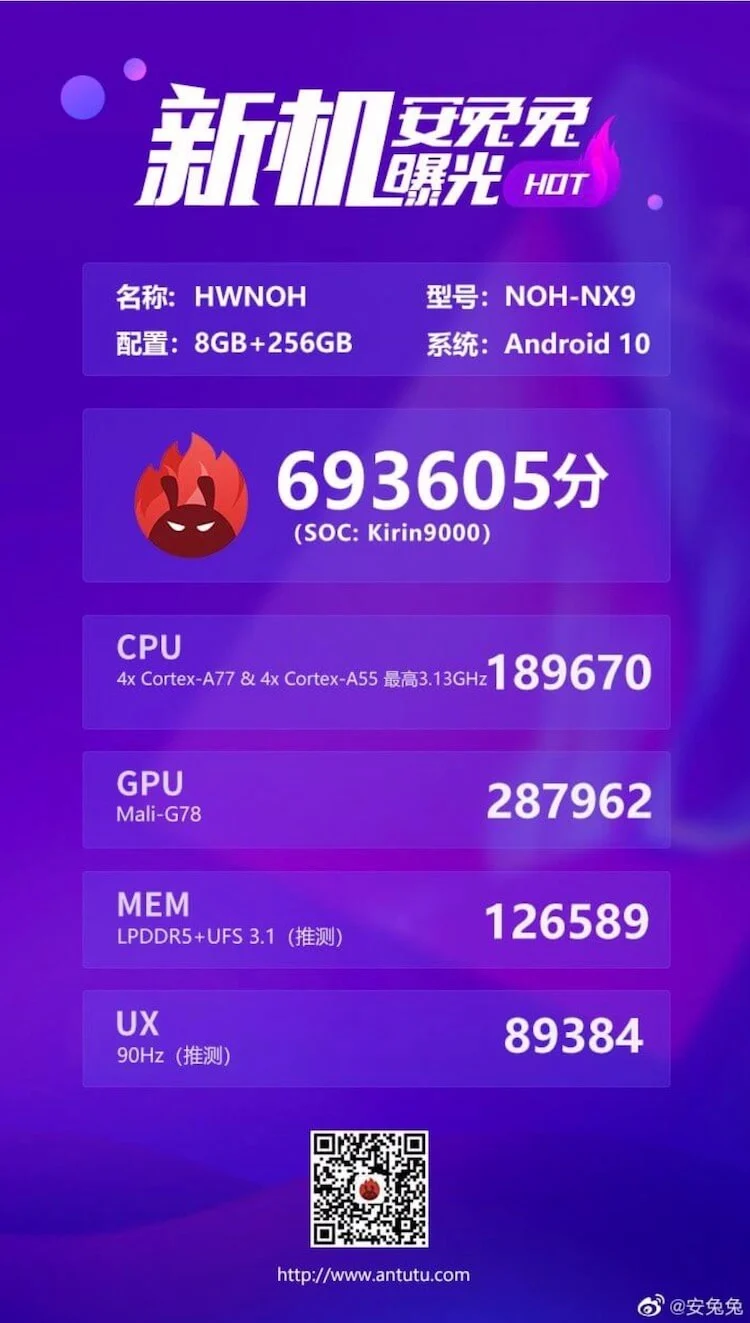 新机 安兔兔
曝光 HOT
名称：HWNOH 型号：NOH-NX9
配置：8GB+256GB 系统：Android 10
693605分
(SOC: Kirin9000)
CPU
4x Cortex-A77 & 4x Cortex-A55 最高3.13GHz 189670
GPU
Mali-G78 287962
MEM
LPDDR5+UFS 3.1（推测） 126589
UX
90Hz（推测） 89384
http://www.antutu.com
@安兔兔